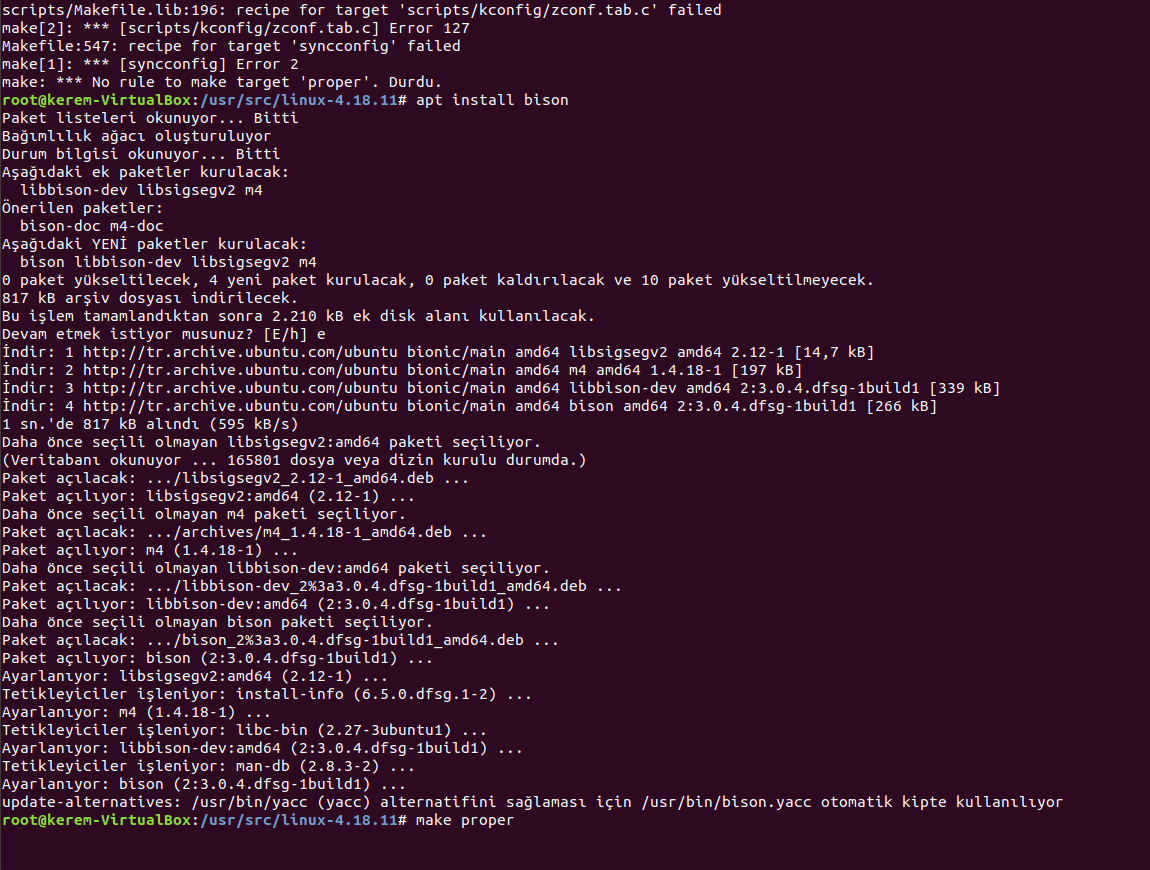 scripts/Makefile.lib:196: recipe for target 'scripts/kconfig/zconf.tab.c' failed
make[2]: *** [scripts/kconfig/zconf.tab.c] Error 127
Makefile:547: recipe for target 'syncconfig' failed
make[1]: *** [syncconfig] Error 2
make: *** No rule to make target 'proper'. Durdu.
root@kerem-VirtualBox:/usr/src/linux-4.18.11# apt install bison
Paket listeleri okunuyor... Bitti
Bağımlılık ağacı oluşturuluyor
Durum bilgisi okunuyor... Bitti
Aşağıdaki ek paketler kurulacak:
  libbison-dev libsigsegv2 m4
Önerilen paketler:
  bison-doc m4-doc
Aşağıdaki YENİ paketler kurulacak:
  bison libbison-dev libsigsegv2 m4
0 paket yükseltilecek, 4 yeni paket kurulacak, 0 paket kaldırılacak ve 10 paket yükseltilmeyecek.
817 kB arşiv dosyası indirilecek.
Bu işlem tamamlandıktan sonra 2.210 kB ek disk alanı kullanılacak.
Devam etmek istiyor musunuz? [E/h] e
İndir: 1 http://tr.archive.ubuntu.com/ubuntu bionic/main amd64 libsigsegv2 amd64 2.12-1 [14,7 kB]
İndir: 2 http://tr.archive.ubuntu.com/ubuntu bionic/main amd64 m4 amd64 1.4.18-1 [197 kB]
İndir: 3 http://tr.archive.ubuntu.com/ubuntu bionic/main amd64 libbison-dev amd64 2:3.0.4.dfsg-1build1 [339 kB]
İndir: 4 http://tr.archive.ubuntu.com/ubuntu bionic/main amd64 bison amd64 2:3.0.4.dfsg-1build1 [266 kB]
1 sn.'de 817 kB alındı (595 kB/s)
Daha önce seçili olmayan libsigsegv2:amd64 paketi seçiliyor.
(Veritabanı okunuyor ... 165801 dosya veya dizin kurulu durumda.)
Paket açılacak: .../libsigsegv2_2.12-1_amd64.deb ...
Paket açılıyor: libsigsegv2:amd64 (2.12-1) ...
Daha önce seçili olmayan m4 paketi seçiliyor.
Paket açılacak: .../archives/m4_1.4.18-1_amd64.deb ...
Paket açılıyor: m4 (1.4.18-1) ...
Daha önce seçili olmayan libbison-dev:amd64 paketi seçiliyor.
Paket açılacak: .../libbison-dev_2%3a3.0.4.dfsg-1build1_amd64.deb ...
Paket açılıyor: libbison-dev:amd64 (2:3.0.4.dfsg-1build1) ...
Daha önce seçili olmayan bison paketi seçiliyor.
Paket açılacak: .../bison_2%3a3.0.4.dfsg-1build1_amd64.deb ...
Paket açılıyor: bison (2:3.0.4.dfsg-1build1) ...
Ayarlanıyor: libsigsegv2:amd64 (2.12-1) ...
Tetikleyiciler işleniyor: install-info (6.5.0.dfsg.1-2) ...
Ayarlanıyor: m4 (1.4.18-1) ...
Tetikleyiciler işleniyor: libc-bin (2.27-3ubuntu1) ...
Ayarlanıyor: libbison-dev:amd64 (2:3.0.4.dfsg-1build1) ...
Tetikleyiciler işleniyor: man-db (2.8.3-2) ...
Ayarlanıyor: bison (2:3.0.4.dfsg-1build1) ...
update-alternatives: /usr/bin/yacc (yacc) alternatifini sağlaması için /usr/bin/bison.yacc otomatik kipte kullanılıyor
root@kerem-VirtualBox:/usr/src/linux-4.18.11# make proper